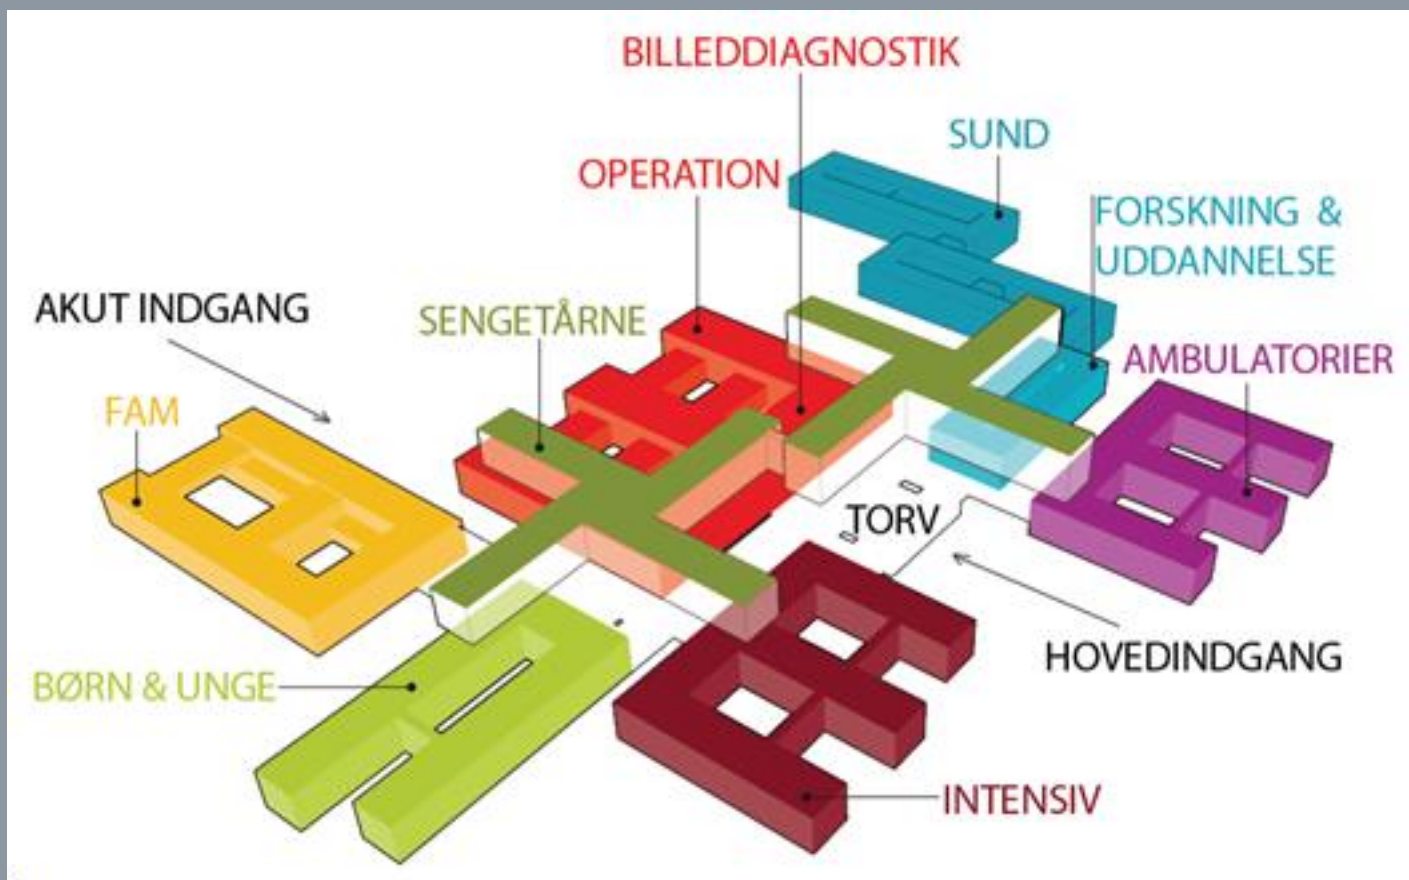 BILLEDDIAGNOSTIK
SUND
OPERATION
FORSKNING &
UDDANNELSE
AKUT INDGANG
SENGETÅRNE
AMBULATORIER
FAM
TORV
HOVEDINDGANG
BØRN & UNGE
INTENSIV